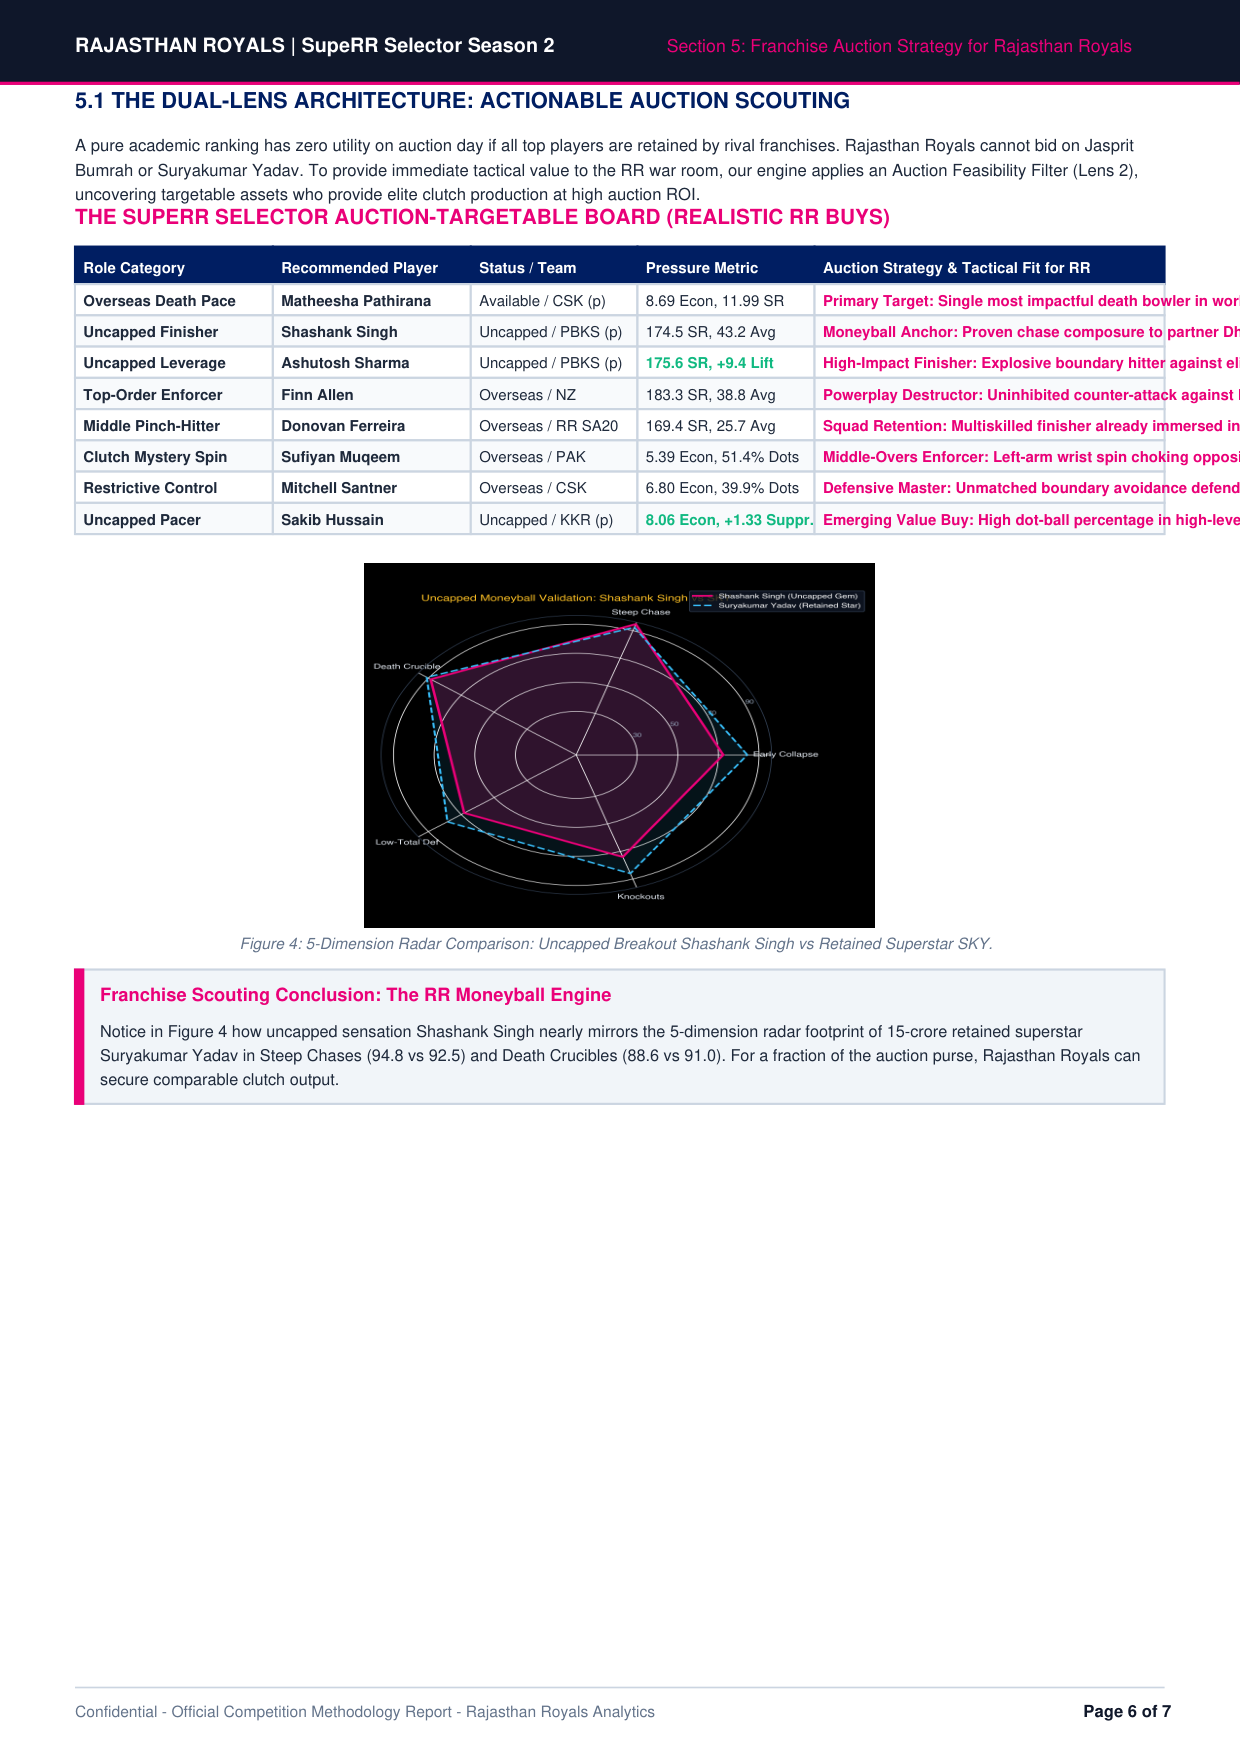 RAJASTHAN ROYALS | SupeRR Selector Season 2
Section 5: Franchise Auction Strategy for Rajasthan Royals
5.1 THE DUAL-LENS ARCHITECTURE: ACTIONABLE AUCTION SCOUTING
A pure academic ranking has zero utility on auction day if all top players are retained by rival franchises. Rajasthan Royals cannot bid on Jasprit
Bumrah or Suryakumar Yadav. To provide immediate tactical value to the RR war room, our engine applies an Auction Feasibility Filter (Lens 2),
uncovering targetable assets who provide elite clutch production at high auction ROI.
THE SUPERR SELECTOR AUCTION-TARGETABLE BOARD (REALISTIC RR BUYS)
Role Category Recommended Player Status / Team Pressure Metric Auction Strategy & Tactical Fit for RR
Overseas Death Pace Matheesha Pathirana Available / CSK (p) 8.69 Econ, 11.99 SR Primary Target: Single most impactful death bowler in
Uncapped Finisher Shashank Singh Uncapped / PBKS (p) 174.5 SR, 43.2 Avg Moneyball Anchor: Proven chase composure to partner
Uncapped Leverage Ashutosh Sharma Uncapped / PBKS (p) 175.6 SR, +9.4 Lift High-Impact Finisher: Explosive boundary hitter against
Top-Order Enforcer Finn Allen Overseas / NZ 183.3 SR, 38.8 Avg Powerplay Destructor: Uninhibited counter-attack against
Middle Pinch-Hitter Donovan Ferreira Overseas / RR SA20 169.4 SR, 25.7 Avg Squad Retention: Multiskilled finisher already immersed in
Clutch Mystery Spin Sufiyan Muqeem Overseas / PAK 5.39 Econ, 51.4% Dots Middle-Overs Enforcer: Left-arm wrist spin choking
Restrictive Control Mitchell Santner Overseas / CSK 6.80 Econ, 39.9% Dots Defensive Master: Unmatched boundary avoidance
Uncapped Pacer Sakib Hussain Uncapped / KKR (p) 8.06 Econ, +1.33 Suppr. Emerging Value Buy: High dot-ball percentage in
Uncapped Moneyball Validation: Shashank Singh
Shashank Singh (Uncapped Gem)
Suryakumar Yadav (Retained Star)
Steep Chase
Death Crucible
90
50
30
Early Collapse
Low-Total Def
Knockouts
Figure 4: 5-Dimension Radar Comparison: Uncapped Breakout Shashank Singh vs Retained Superstar SKY.
Franchise Scouting Conclusion: The RR Moneyball Engine
Notice in Figure 4 how uncapped sensation Shashank Singh nearly mirrors the 5-dimension radar footprint of 15-crore retained superstar
Suryakumar Yadav in Steep Chases (94.8 vs 92.5) and Death Crucibles (88.6 vs 91.0). For a fraction of the auction purse, Rajasthan Royals can
secure comparable clutch output.
Confidential - Official Competition Methodology Report - Rajasthan Royals Analytics
Page 6 of 7